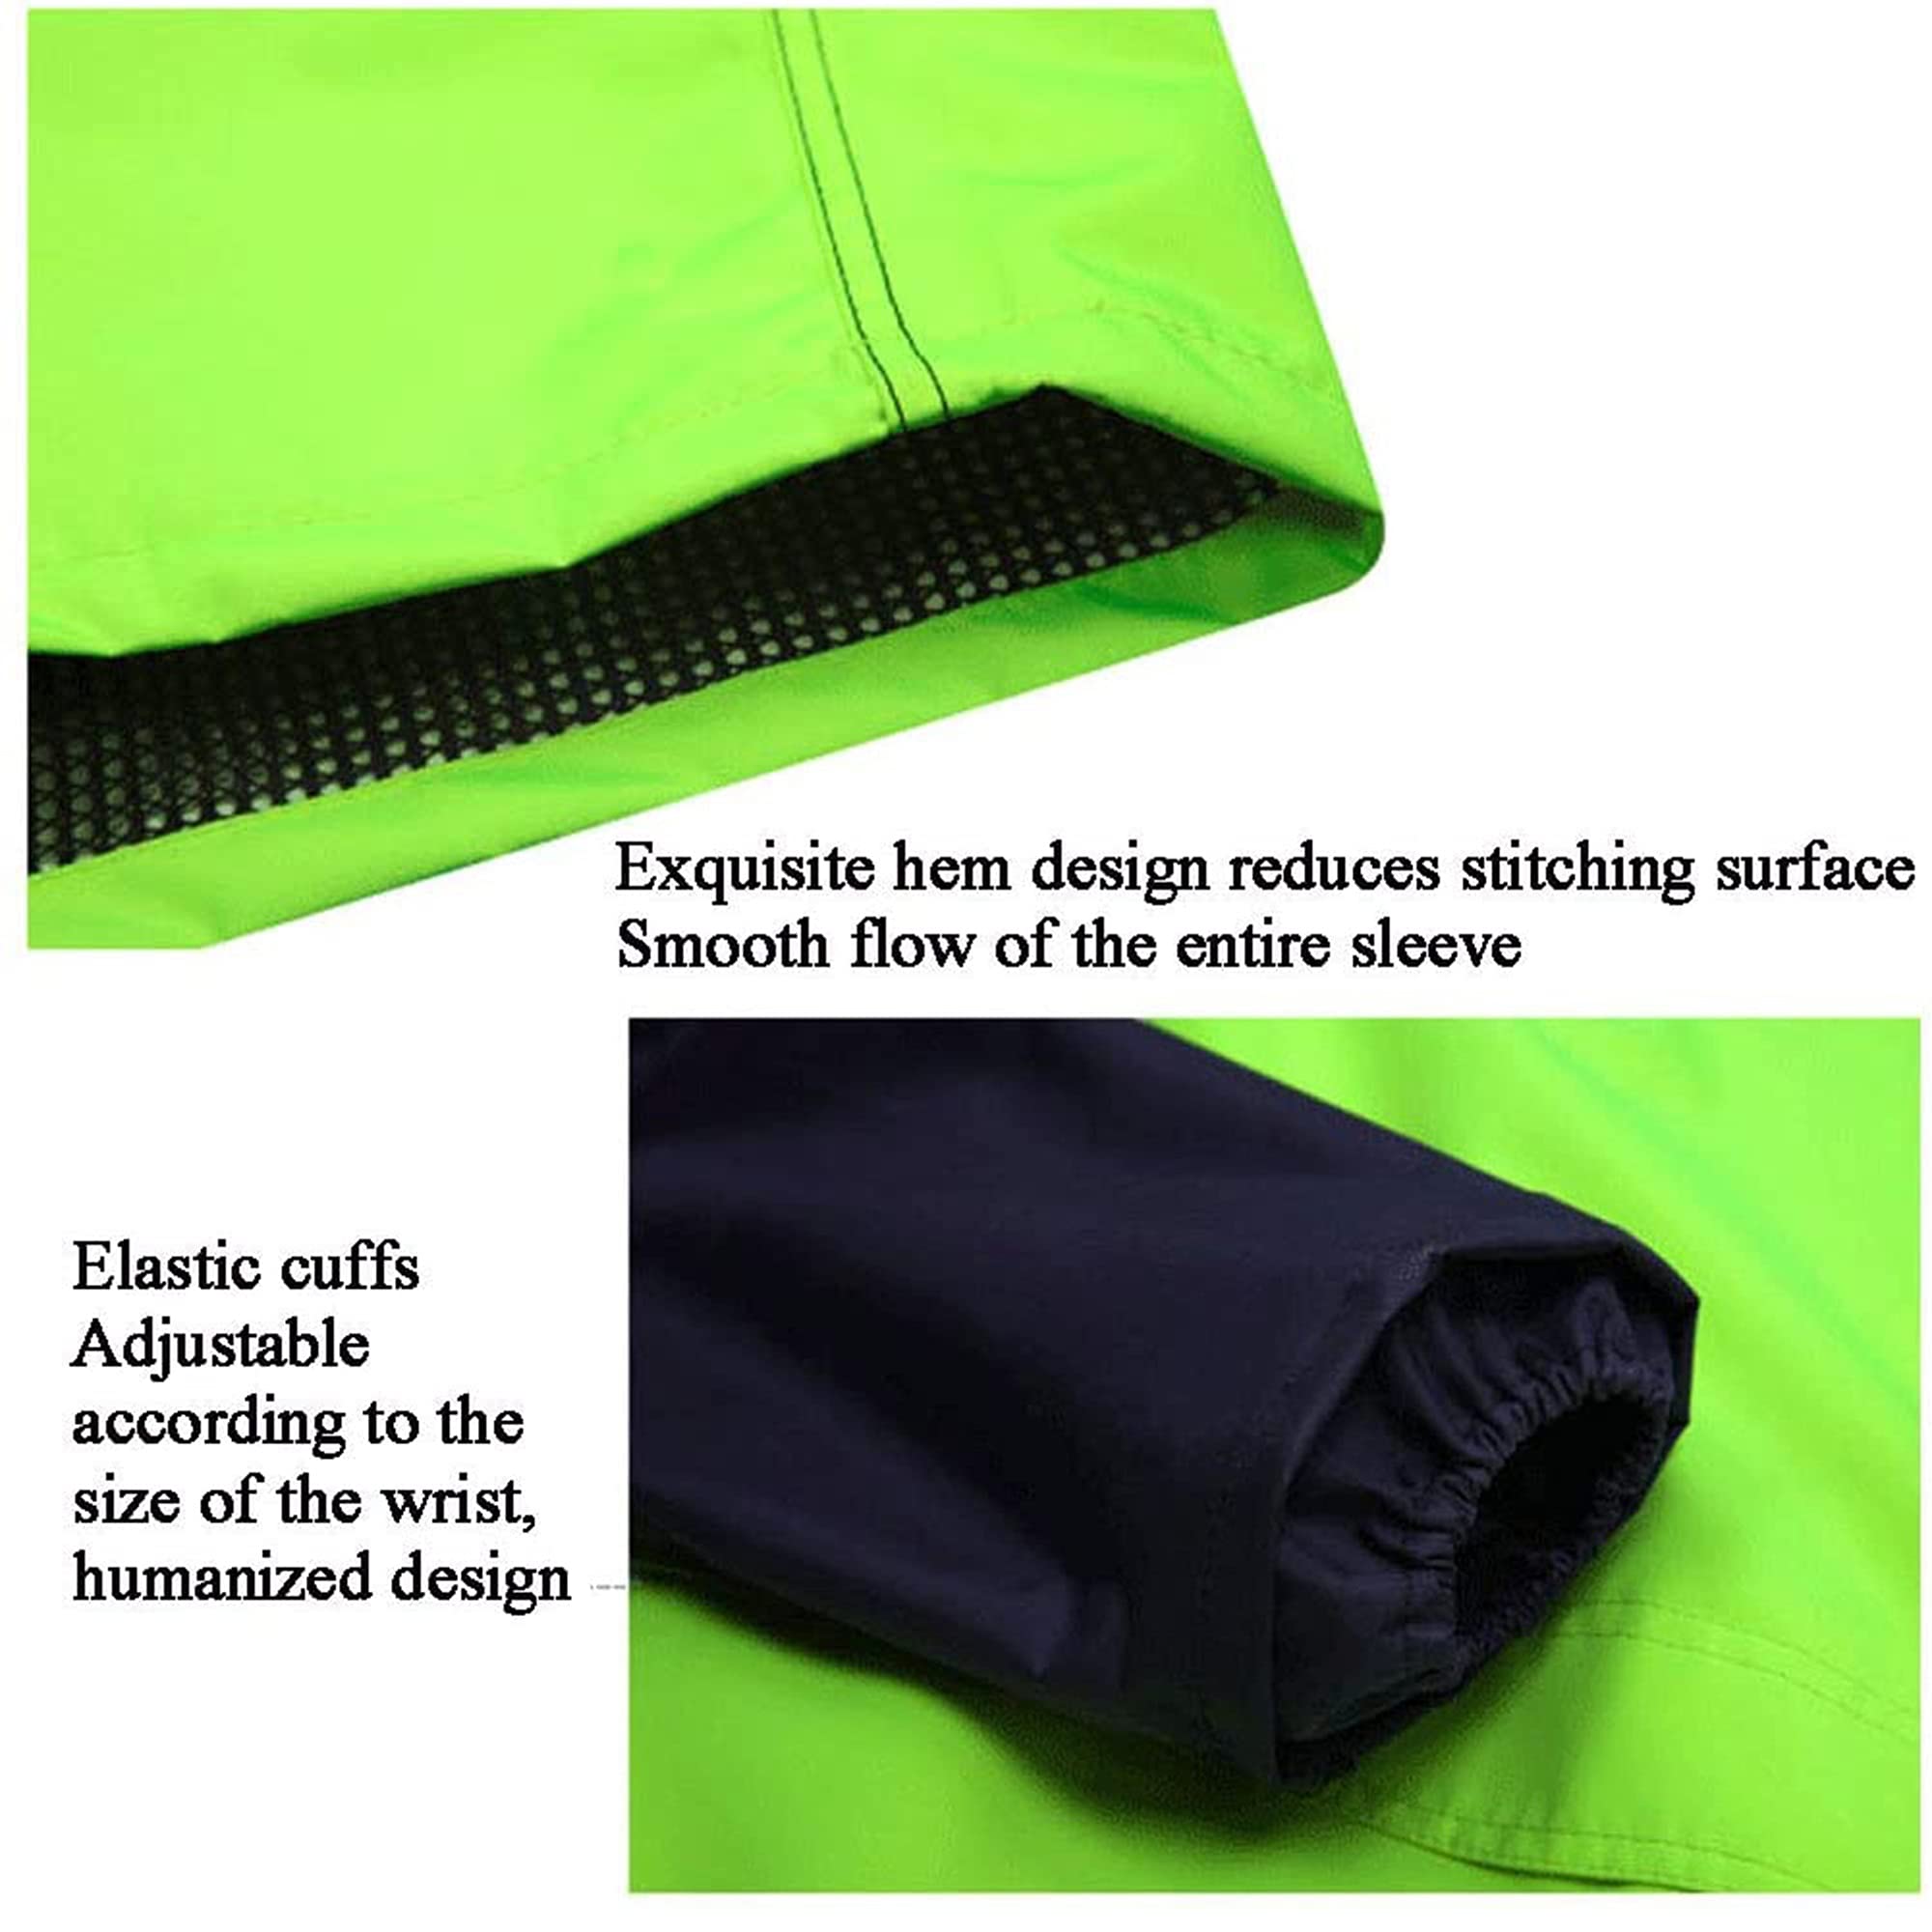 Exquisite hem design reduces stitching surface
Smooth flow of the entire sleeve
Elastic cuffs
Adjustable
according to the
size of the wrist,
humanized design